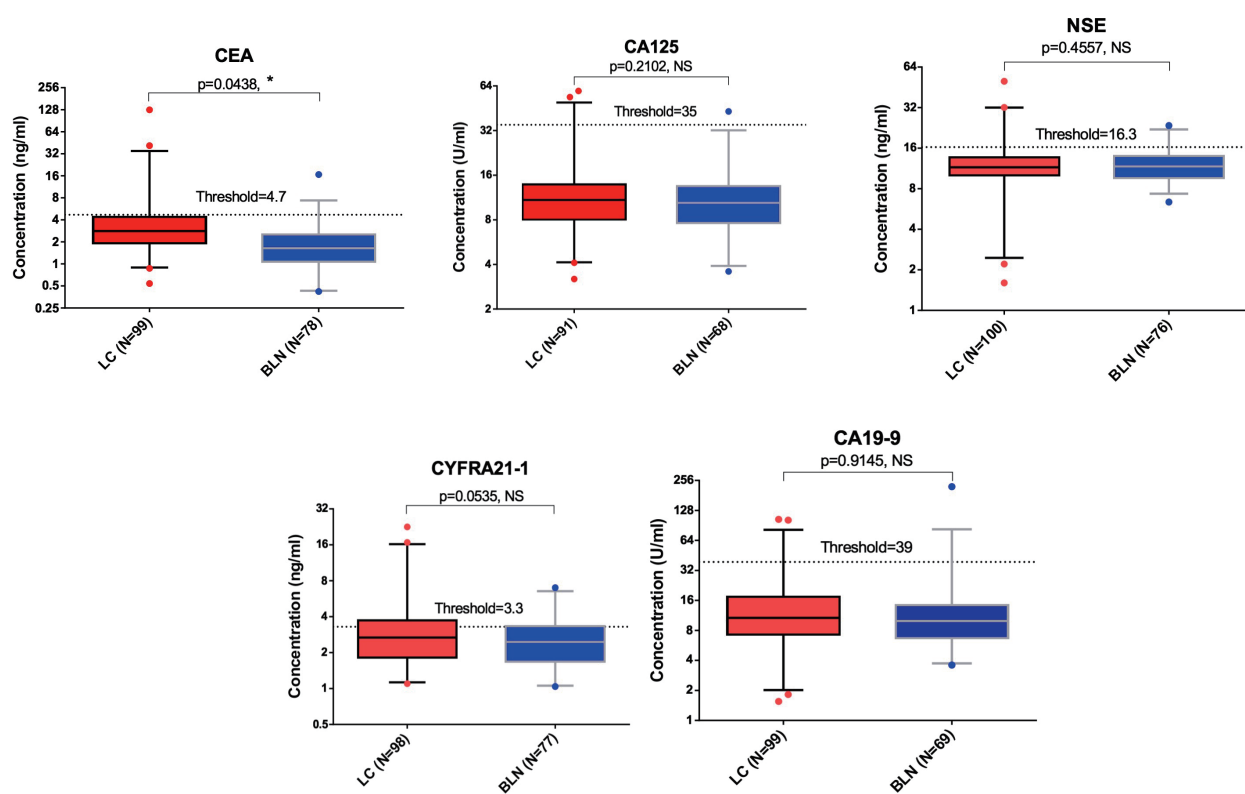 CEA
p=0.0438, *
Concentration (ng/ml)
256
128
64
32
16
8
4
2
1
0.5
0.25
Threshold=4.7
LC (N=99)
BLN (N=78)
CA125
p=0.2102, NS
Concentration (U/ml)
64
32
16
8
4
2
Threshold=35
LC (N=91)
BLN (N=68)
NSE
p=0.4557, NS
Concentration (ng/ml)
64
32
16
8
4
2
1
Threshold=16.3
LC (N=100)
BLN (N=76)
CYFRA21-1
p=0.0535, NS
Concentration (ng/ml)
32
16
8
4
2
1
0.5
Threshold=3.3
LC (N=98)
BLN (N=77)
CA19-9
p=0.9145, NS
Concentration (U/ml)
256
128
64
32
16
8
4
2
1
Threshold=39
LC (N=99)
BLN (N=69)